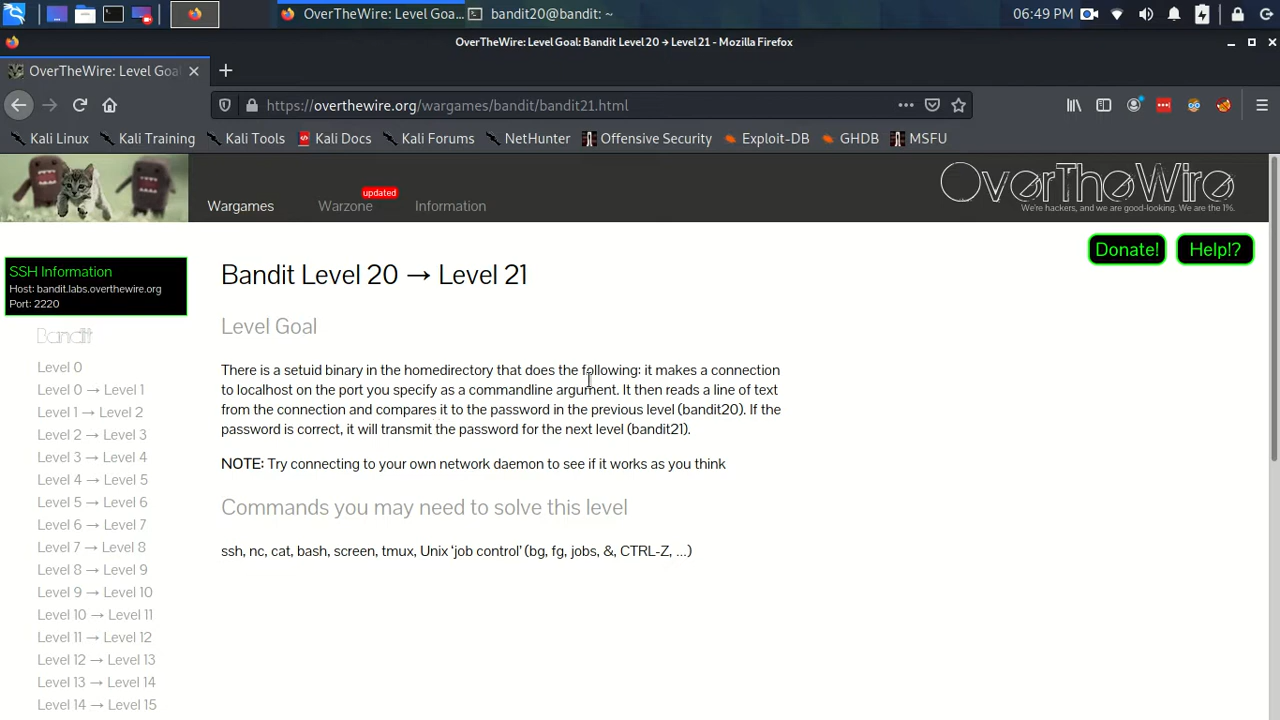 OverTheWire: Level Goa...
bandit20@bandit: ~
06:49 PM
OverTheWire: Level Goal: Bandit Level 20 → Level 21 - Mozilla Firefox
OverTheWire: Level Goal
https://overthewire.org/wargames/bandit/bandit21.html
Kali Linux
Kali Training
Kali Tools
Kali Docs
Kali Forums
NetHunter
Offensive Security
Exploit-DB
GHDB
MSFU
Wargames
Warzone
updated
Information
OverTheWire
We're hackers, and we are good-looking. We are the 1%.
Donate!
Help!?
SSH Information
Host: bandit.labs.overthewire.org
Port: 2220
Bandit
Level 0
Level 0 → Level 1
Level 1 → Level 2
Level 2 → Level 3
Level 3 → Level 4
Level 4 → Level 5
Level 5 → Level 6
Level 6 → Level 7
Level 7 → Level 8
Level 8 → Level 9
Level 9 → Level 10
Level 10 → Level 11
Level 11 → Level 12
Level 12 → Level 13
Level 13 → Level 14
Level 14 → Level 15
Bandit Level 20 → Level 21
Level Goal
There is a setuid binary in the homedirectory that does the following: it makes a connection
to localhost on the port you specify as a commandline argument. It then reads a line of text
from the connection and compares it to the password in the previous level (bandit20). If the
password is correct, it will transmit the password for the next level (bandit21).
NOTE: Try connecting to your own network daemon to see if it works as you think
Commands you may need to solve this level
ssh, nc, cat, bash, screen, tmux, Unix ‘job control’ (bg, fg, jobs, &, CTRL-Z, ...)